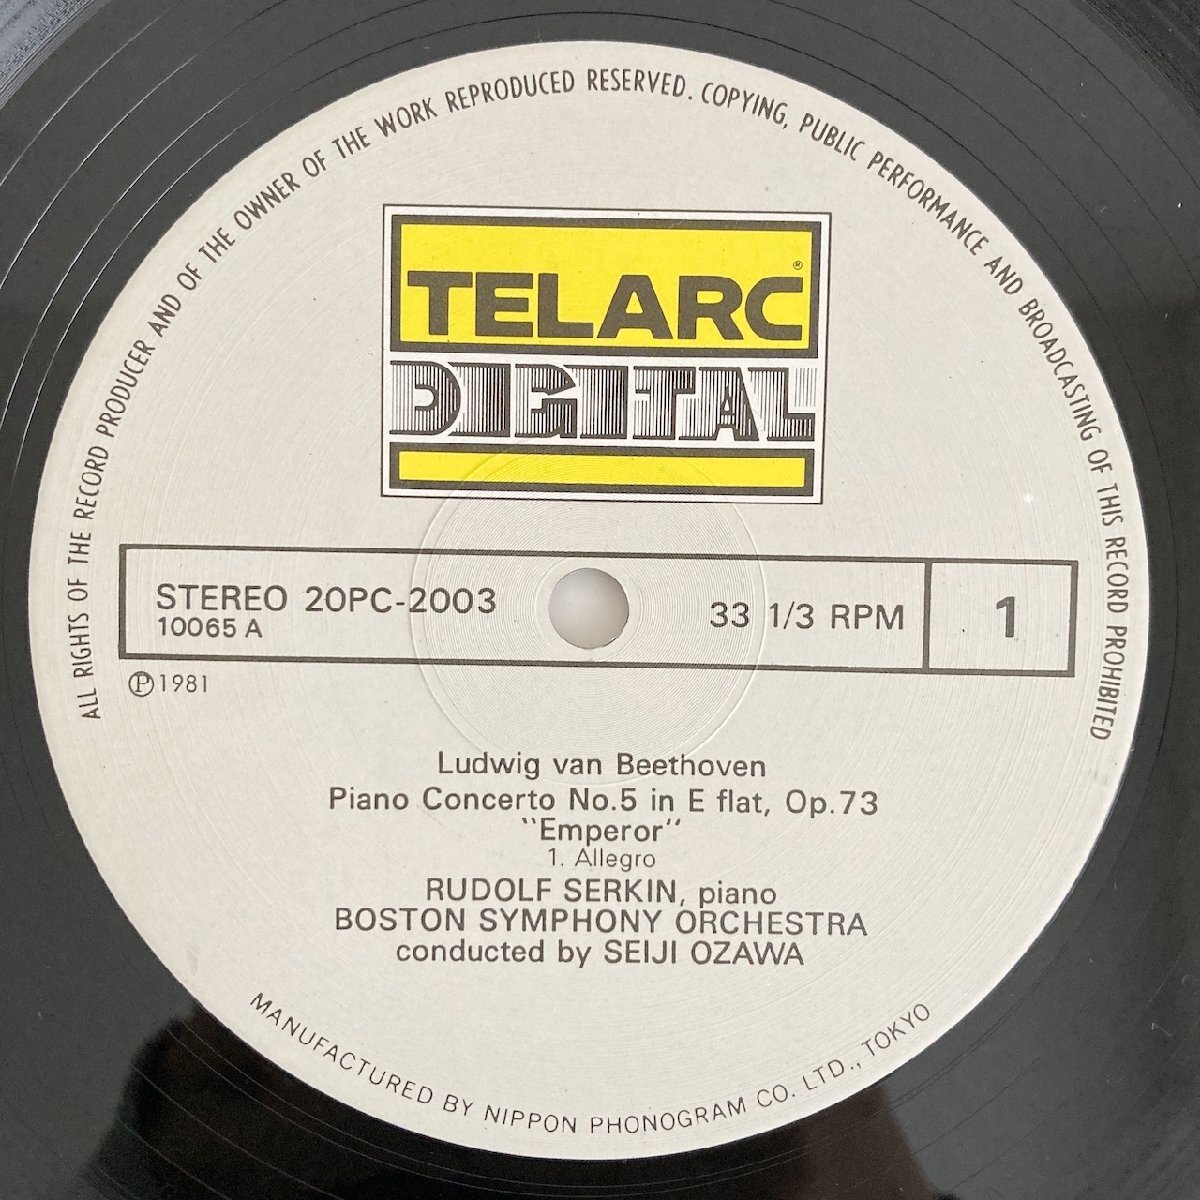 ALL RIGHTS OF THE RECORD PRODUCER AND OF THE OWNER OF THE WORK REPRODUCED RESERVED. COPYING, PUBLIC PERFORMANCE AND BROADCASTING OF THIS RECORD PROHIBITED
TELARC®
DIGITAL
STEREO 20PC-2003 33 1/3 RPM 1
10065 A
℗1981
Ludwig van Beethoven
Piano Concerto No.5 in E flat, Op.73
"Emperor"
1. Allegro
RUDOLF SERKIN, piano
BOSTON SYMPHONY ORCHESTRA
conducted by SEIJI OZAWA
MANUFACTURED BY NIPPON PHONOGRAM CO. LTD., TOKYO